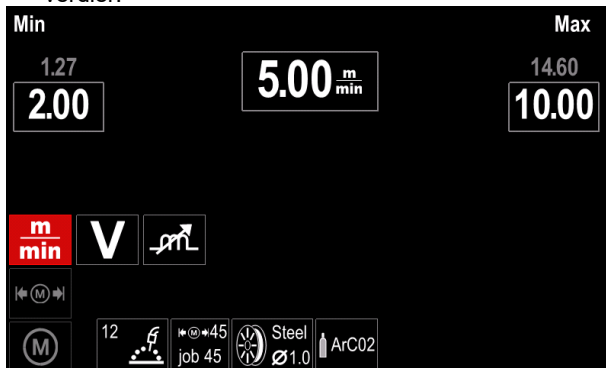 Min Max
1.27 5.00 m/min 14.60
2.00 10.00
m/min V
M
M 12 M 45 job 45 Steel Ø1.0 ArC02